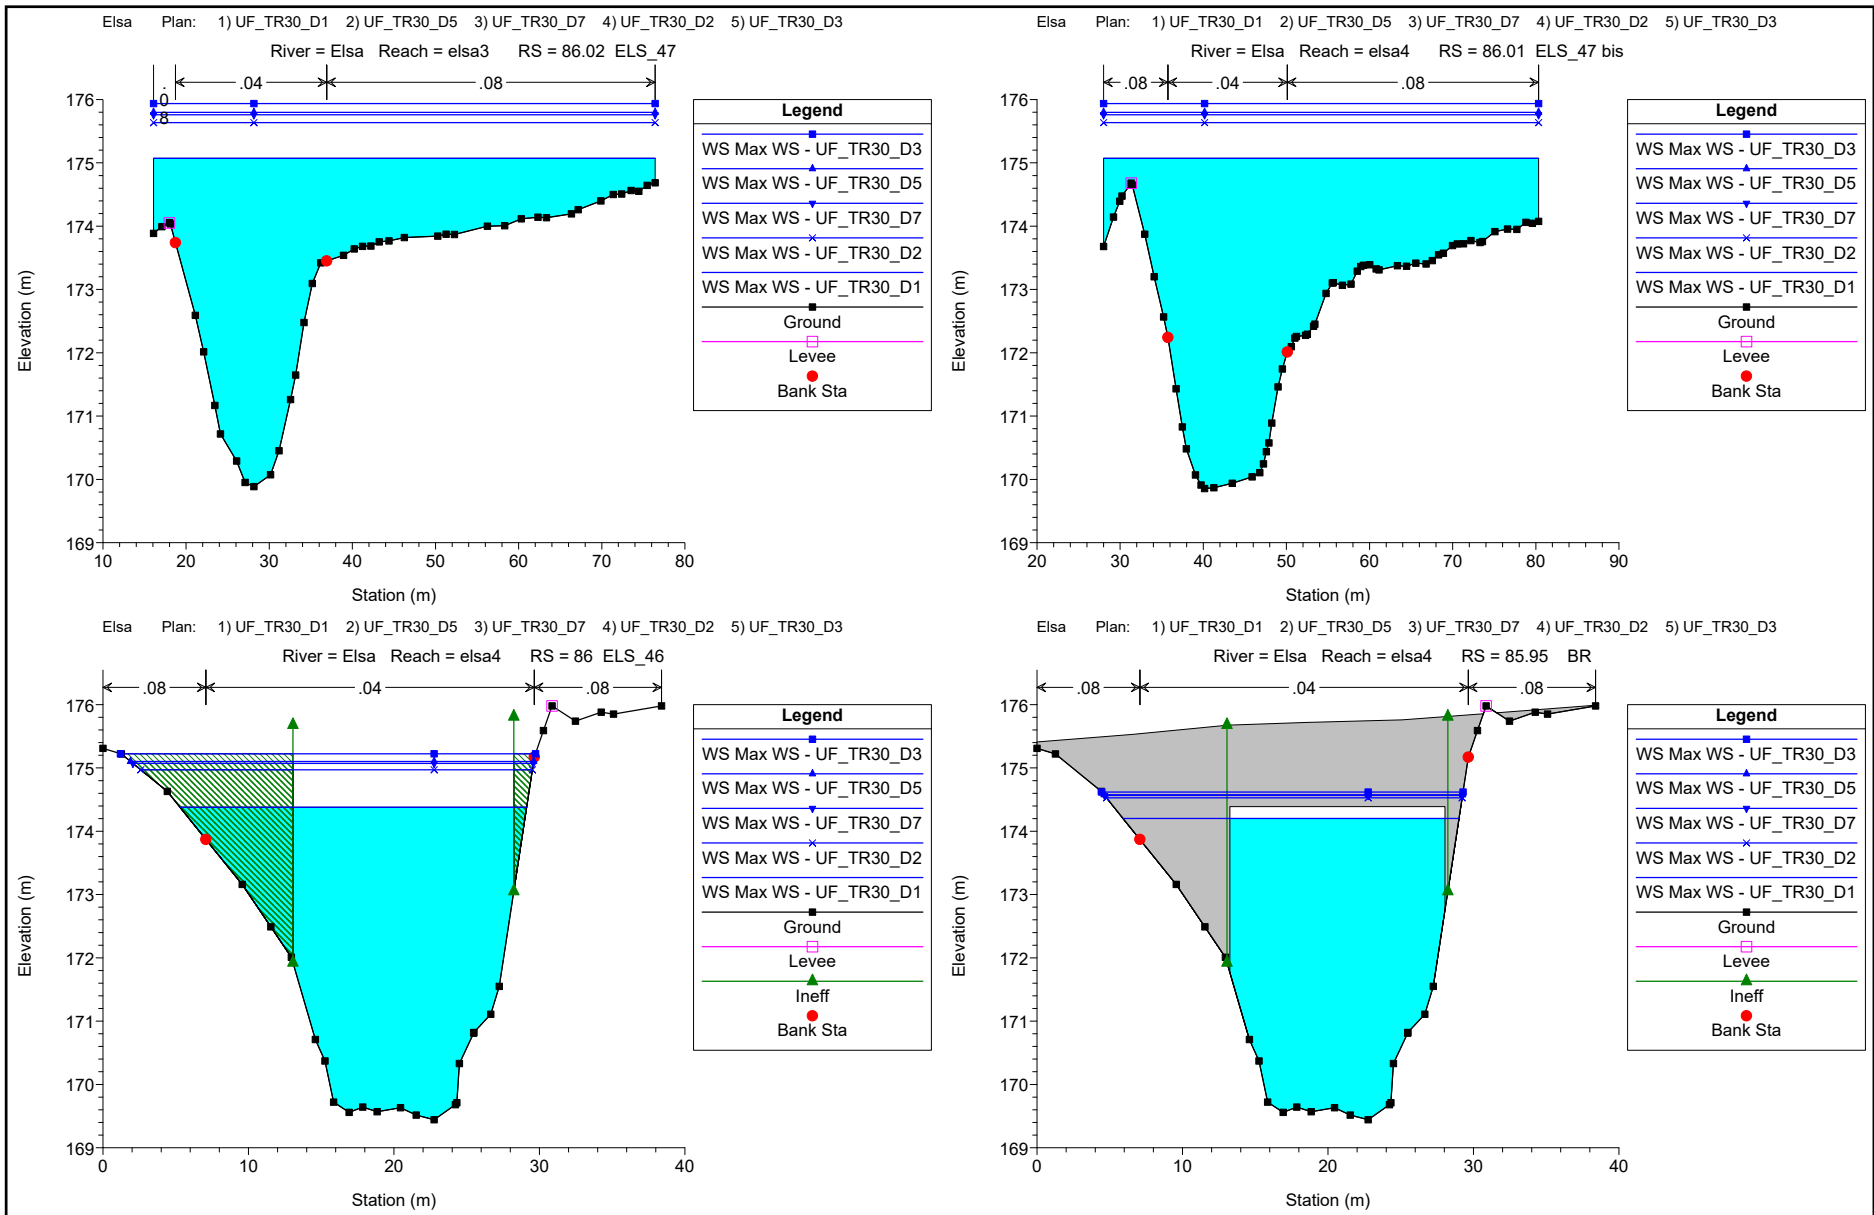 Elsa Plan: 1) UF_TR30_D1 2) UF_TR30_D5 3) UF_TR30_D7 4) UF_TR30_D2 5) UF_TR30_D3
River = Elsa Reach = elsa3 RS = 86.02 ELS_47
.08
.04
.08
176
175
174
173
172
171
170
169
Elevation (m)
10 20 30 40 50 60 70 80
Station (m)
Legend
WS Max WS - UF_TR30_D3
WS Max WS - UF_TR30_D5
WS Max WS - UF_TR30_D7
WS Max WS - UF_TR30_D2
WS Max WS - UF_TR30_D1
Ground
Levee
Bank Sta
Elsa Plan: 1) UF_TR30_D1 2) UF_TR30_D5 3) UF_TR30_D7 4) UF_TR30_D2 5) UF_TR30_D3
River = Elsa Reach = elsa4 RS = 86.01 ELS_47 bis
.08 .04 .08
176
175
174
173
172
171
170
169
Elevation (m)
20 30 40 50 60 70 80 90
Station (m)
Legend
WS Max WS - UF_TR30_D3
WS Max WS - UF_TR30_D5
WS Max WS - UF_TR30_D7
WS Max WS - UF_TR30_D2
WS Max WS - UF_TR30_D1
Ground
Levee
Bank Sta
Elsa Plan: 1) UF_TR30_D1 2) UF_TR30_D5 3) UF_TR30_D7 4) UF_TR30_D2 5) UF_TR30_D3
River = Elsa Reach = elsa4 RS = 86 ELS_46
.08 .04 .08
176
175
174
173
172
171
170
169
Elevation (m)
0 10 20 30 40
Station (m)
Legend
WS Max WS - UF_TR30_D3
WS Max WS - UF_TR30_D5
WS Max WS - UF_TR30_D7
WS Max WS - UF_TR30_D2
WS Max WS - UF_TR30_D1
Ground
Levee
Ineff
Bank Sta
Elsa Plan: 1) UF_TR30_D1 2) UF_TR30_D5 3) UF_TR30_D7 4) UF_TR30_D2 5) UF_TR30_D3
River = Elsa Reach = elsa4 RS = 85.95 BR
.08 .04 .08
176
175
174
173
172
171
170
169
Elevation (m)
0 10 20 30 40
Station (m)
Legend
WS Max WS - UF_TR30_D3
WS Max WS - UF_TR30_D5
WS Max WS - UF_TR30_D7
WS Max WS - UF_TR30_D2
WS Max WS - UF_TR30_D1
Ground
Levee
Ineff
Bank Sta